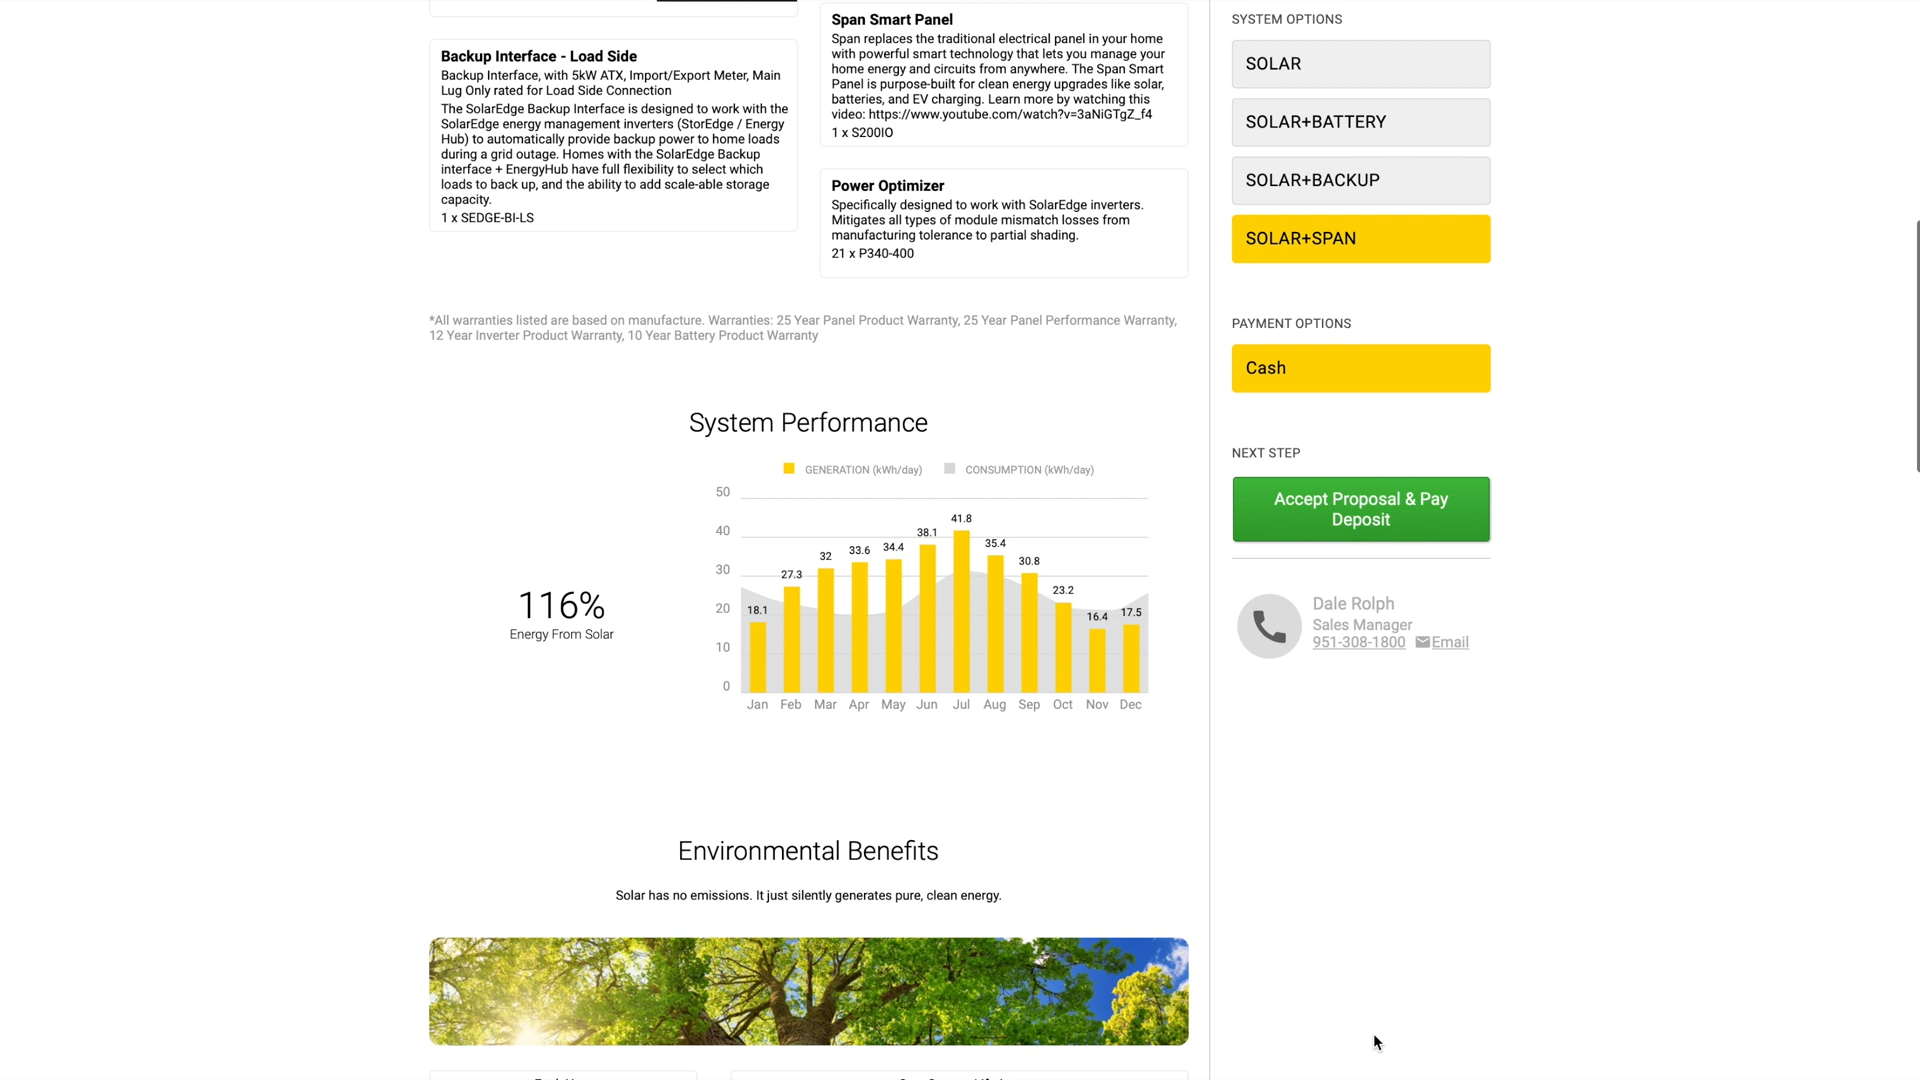 Backup Interface - Load Side
Backup Interface, with 5kW ATX, Import/Export Meter, Main
Lug Only rated for Load Side Connection
The SolarEdge Backup Interface is designed to work with the
SolarEdge energy management inverters (StorEdge / Energy
Hub) to automatically provide backup power to home loads
during a grid outage. Homes with the SolarEdge Backup
interface + EnergyHub have full flexibility to select which
loads to back up, and the ability to add scale-able storage
capacity.
1 x SEDGE-BI-LS
Span Smart Panel
Span replaces the traditional electrical panel in your home
with powerful smart technology that lets you manage your
home energy and circuits from anywhere. The Span Smart
Panel is purpose-built for clean energy upgrades like solar,
batteries, and EV charging. Learn more by watching this
video: https://www.youtube.com/watch?v=3aNiGTgZ_f4
1 x S200IO
Power Optimizer
Specifically designed to work with SolarEdge inverters.
Mitigates all types of module mismatch losses from
manufacturing tolerance to partial shading.
21 x P340-400
*All warranties listed are based on manufacture. Warranties: 25 Year Panel Product Warranty, 25 Year Panel Performance Warranty,
12 Year Inverter Product Warranty, 10 Year Battery Product Warranty
System Performance
GENERATION (kWh/day) CONSUMPTION (kWh/day)
50
40
30
20
10
0
18.1 27.3 32 33.6 34.4 38.1 41.8 35.4 30.8 23.2 16.4 17.5
Jan Feb Mar Apr May Jun Jul Aug Sep Oct Nov Dec
116%
Energy From Solar
Environmental Benefits
Solar has no emissions. It just silently generates pure, clean energy.
SYSTEM OPTIONS
SOLAR
SOLAR+BATTERY
SOLAR+BACKUP
SOLAR+SPAN
PAYMENT OPTIONS
Cash
NEXT STEP
Accept Proposal & Pay
Deposit
Dale Rolph
Sales Manager
951-308-1800 Email